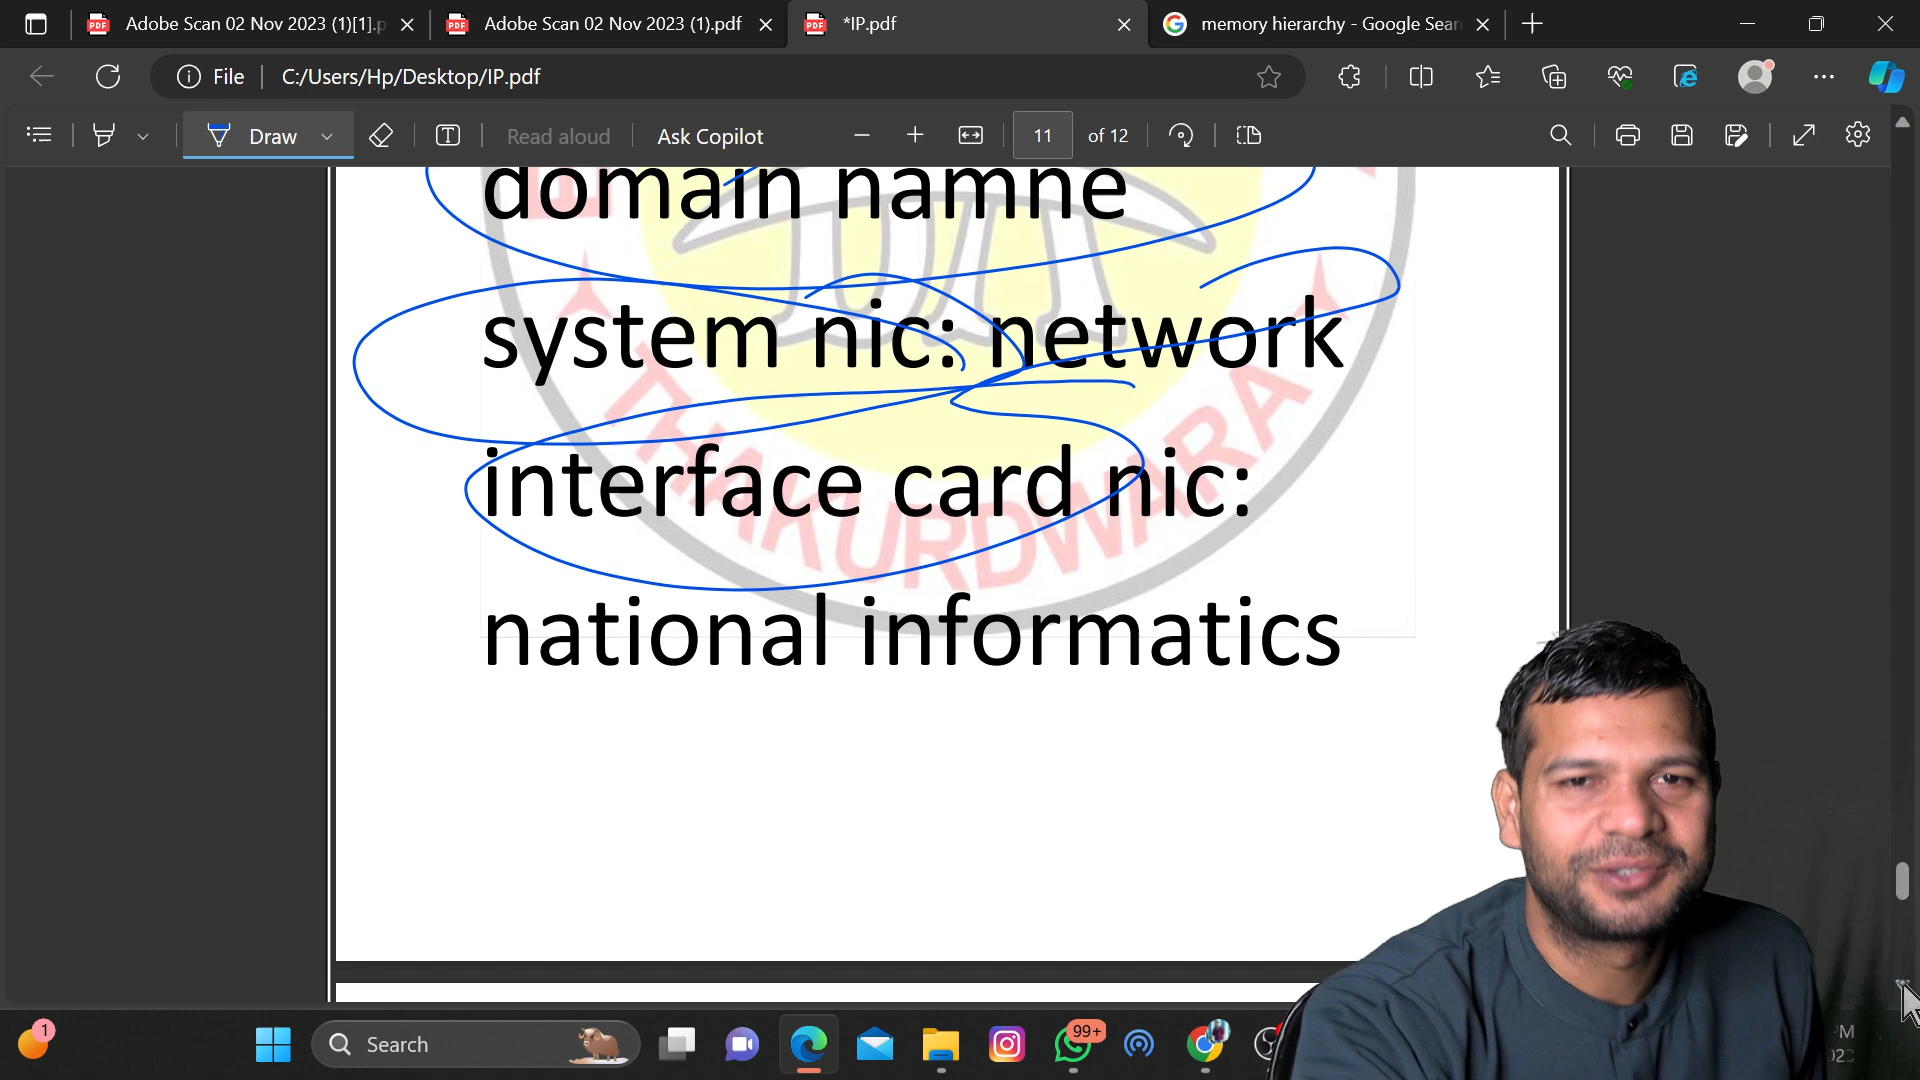 Adobe Scan 02 Nov 2023 (1)[1].p
Adobe Scan 02 Nov 2023 (1).pdf
*IP.pdf
memory hierarchy - Google Sear
File
C:/Users/Hp/Desktop/IP.pdf
Draw
Read aloud
Ask Copilot
11
of 12
domain namne
system nic: network
interface card nic:
national informatics
THAKURDWARA
1
Search
99+